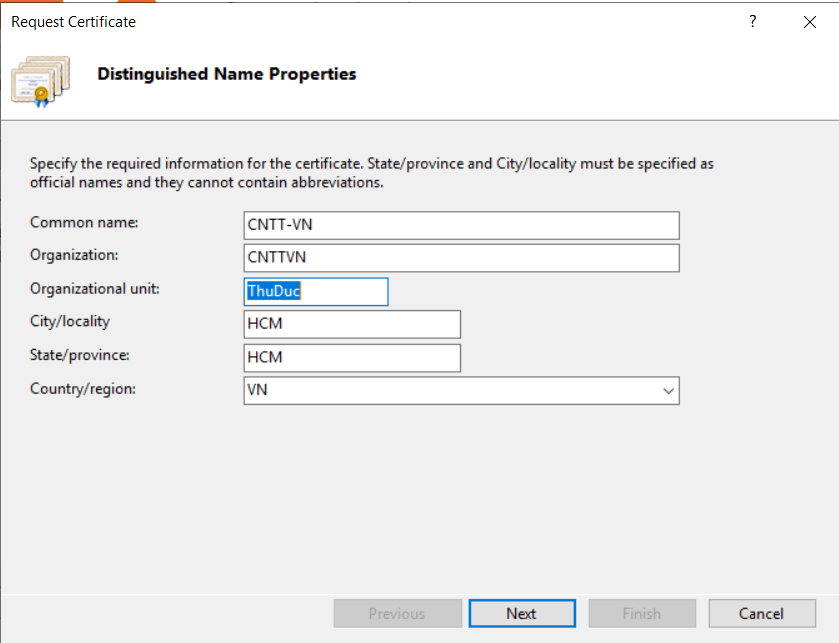 Request Certificate
?
Distinguished Name Properties
Specify the required information for the certificate. State/province and City/locality must be specified as
official names and they cannot contain abbreviations.
Common name: CNTT-VN
Organization: CNTTVN
Organizational unit: ThuDuc
City/locality HCM
State/province: HCM
Country/region: VN
Previous Next Finish Cancel